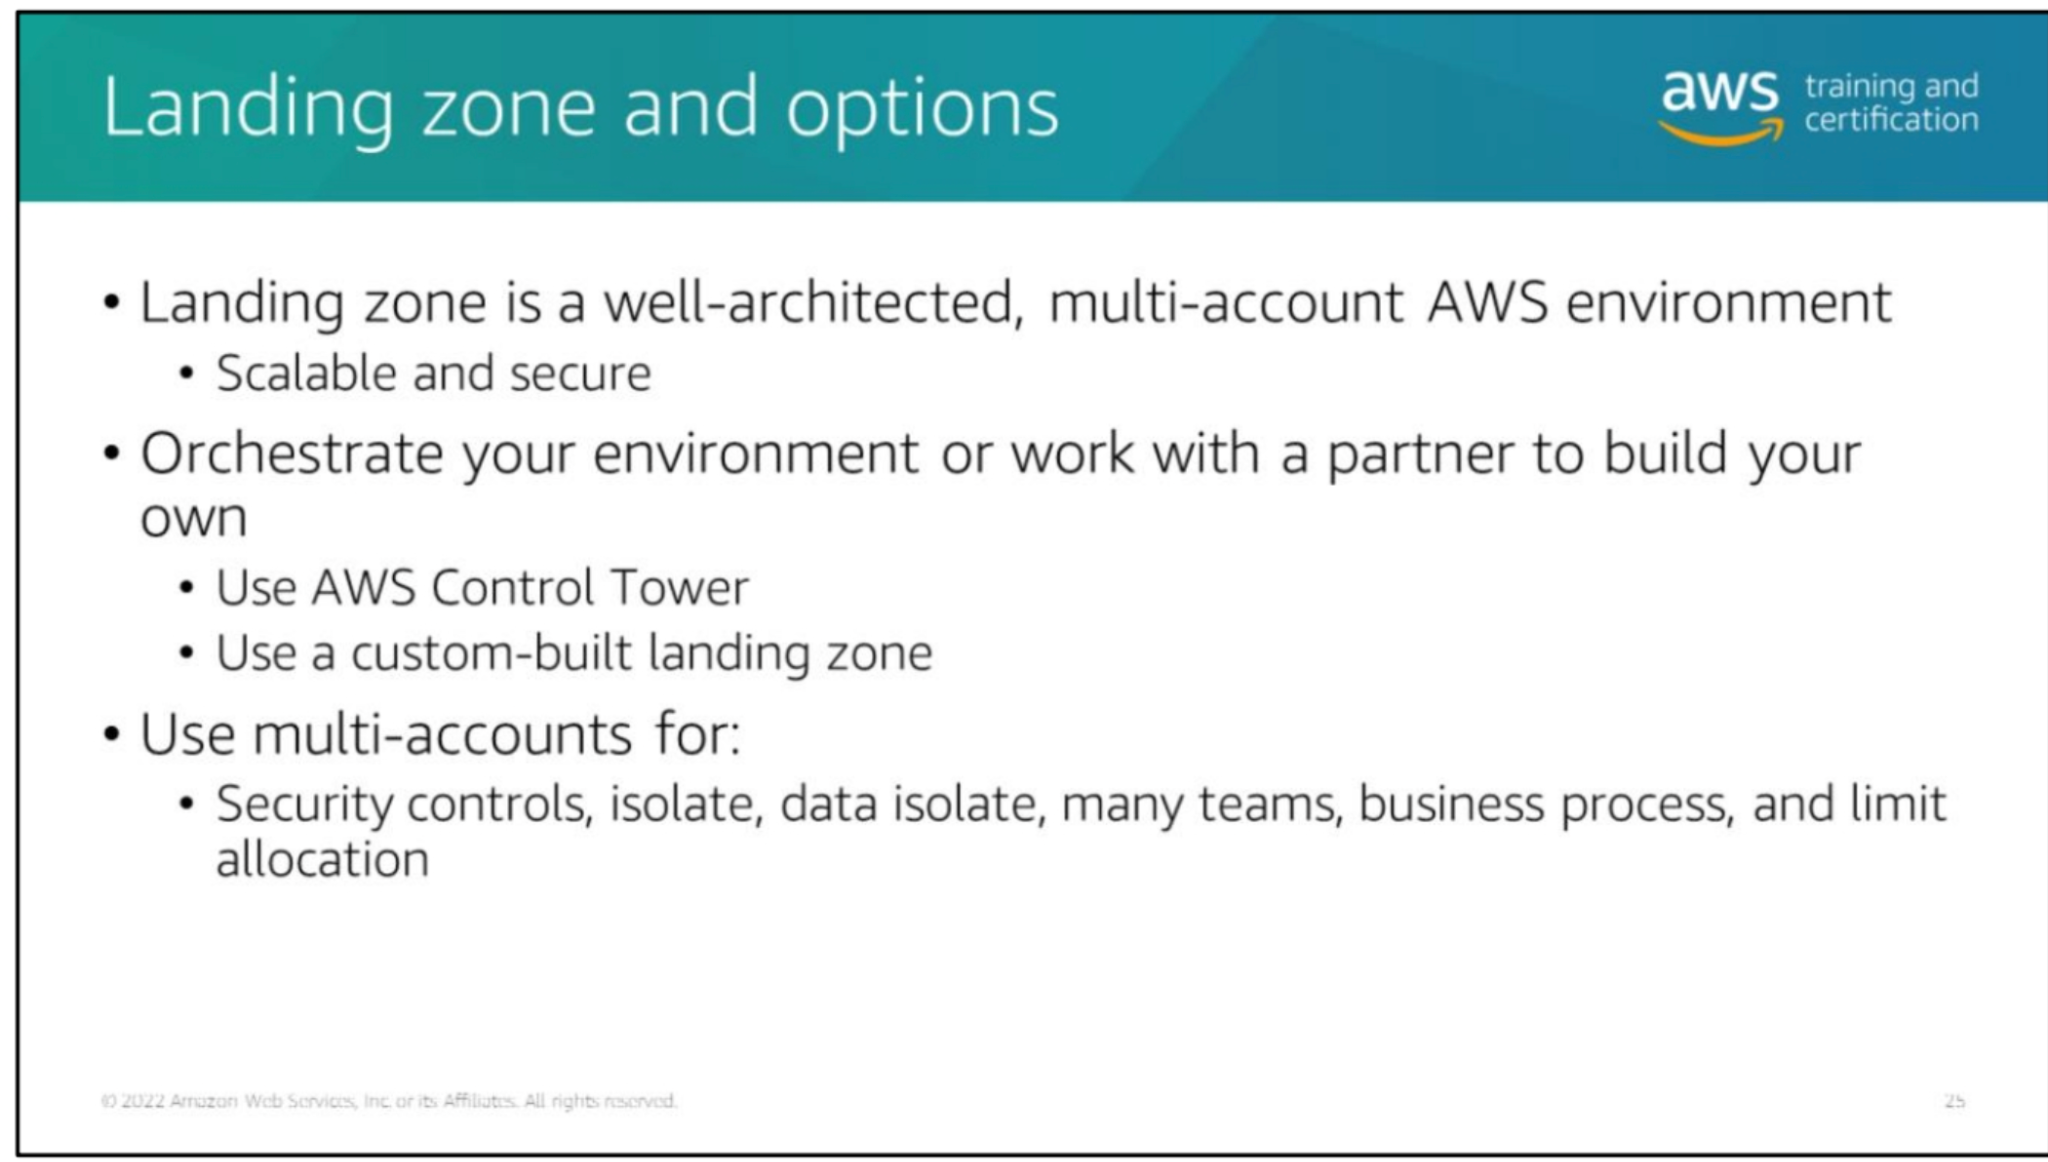 Landing zone and options
aws training and
certification
• Landing zone is a well-architected, multi-account AWS environment
• Scalable and secure
• Orchestrate your environment or work with a partner to build your
own
• Use AWS Control Tower
• Use a custom-built landing zone
• Use multi-accounts for:
• Security controls, isolate, data isolate, many teams, business process, and limit
allocation
© 2022 Amazon Web Services, Inc. or its Affiliates. All rights reserved.
25